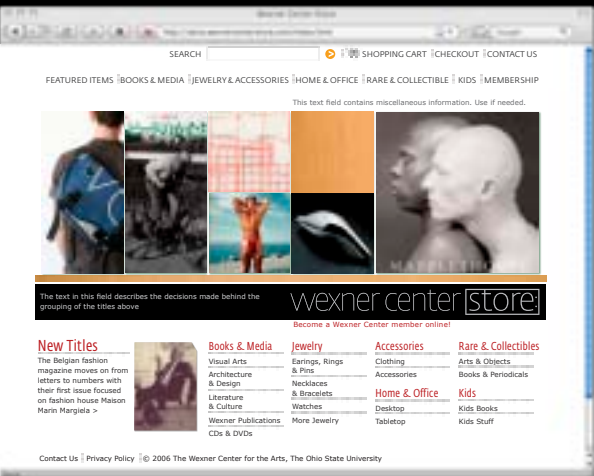 Wexner Center Store
SEARCH SHOPPING CART CHECKOUT CONTACT US
FEATURED ITEMS BOOKS & MEDIA JEWELRY & ACCESSORIES HOME & OFFICE RARE & COLLECTIBLE KIDS MEMBERSHIP
This text field contains miscellaneous information. Use if needed.
MAPPLETHORPE
The text in this field describes the decisions made behind the
grouping of the titles above
wexner center store:
Become a Wexner Center member online!
New Titles
The Belgian fashion
magazine moves on from
letters to numbers with
their first issue focused
on fashion house Maison
Marin Margiela >
Books & Media
Visual Arts
Architecture
& Design
Literature
& Culture
Wexner Publications
CDs & DVDs
Jewelry
Earings, Rings
& Pins
Necklaces
& Bracelets
Watches
More Jewelry
Accessories
Clothing
Accessories
Home & Office
Desktop
Tabletop
Rare & Collectibles
Arts & Objects
Books & Periodicals
Kids
Kids Books
Kids Stuff
Contact Us Privacy Policy © 2006 The Wexner Center for the Arts, The Ohio State University